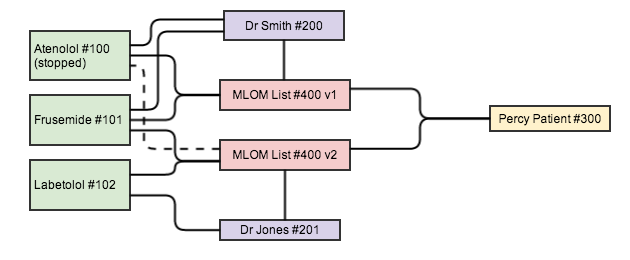 Dr Smith #200
Atenolol #100
(stopped)
MLOM List #400 v1
Frusemide #101
Percy Patient #300
MLOM List #400 v2
Labetolol #102
Dr Jones #201